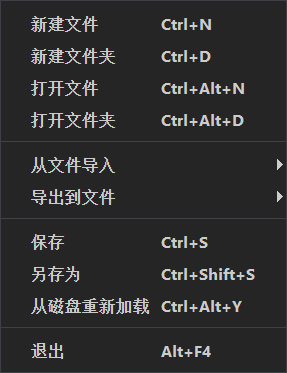 新建文件 Ctrl+N
新建文件夹 Ctrl+D
打开文件 Ctrl+Alt+N
打开文件夹 Ctrl+Alt+D
从文件导入
导出到文件
保存 Ctrl+S
另存为 Ctrl+Shift+S
从磁盘重新加载 Ctrl+Alt+Y
退出 Alt+F4